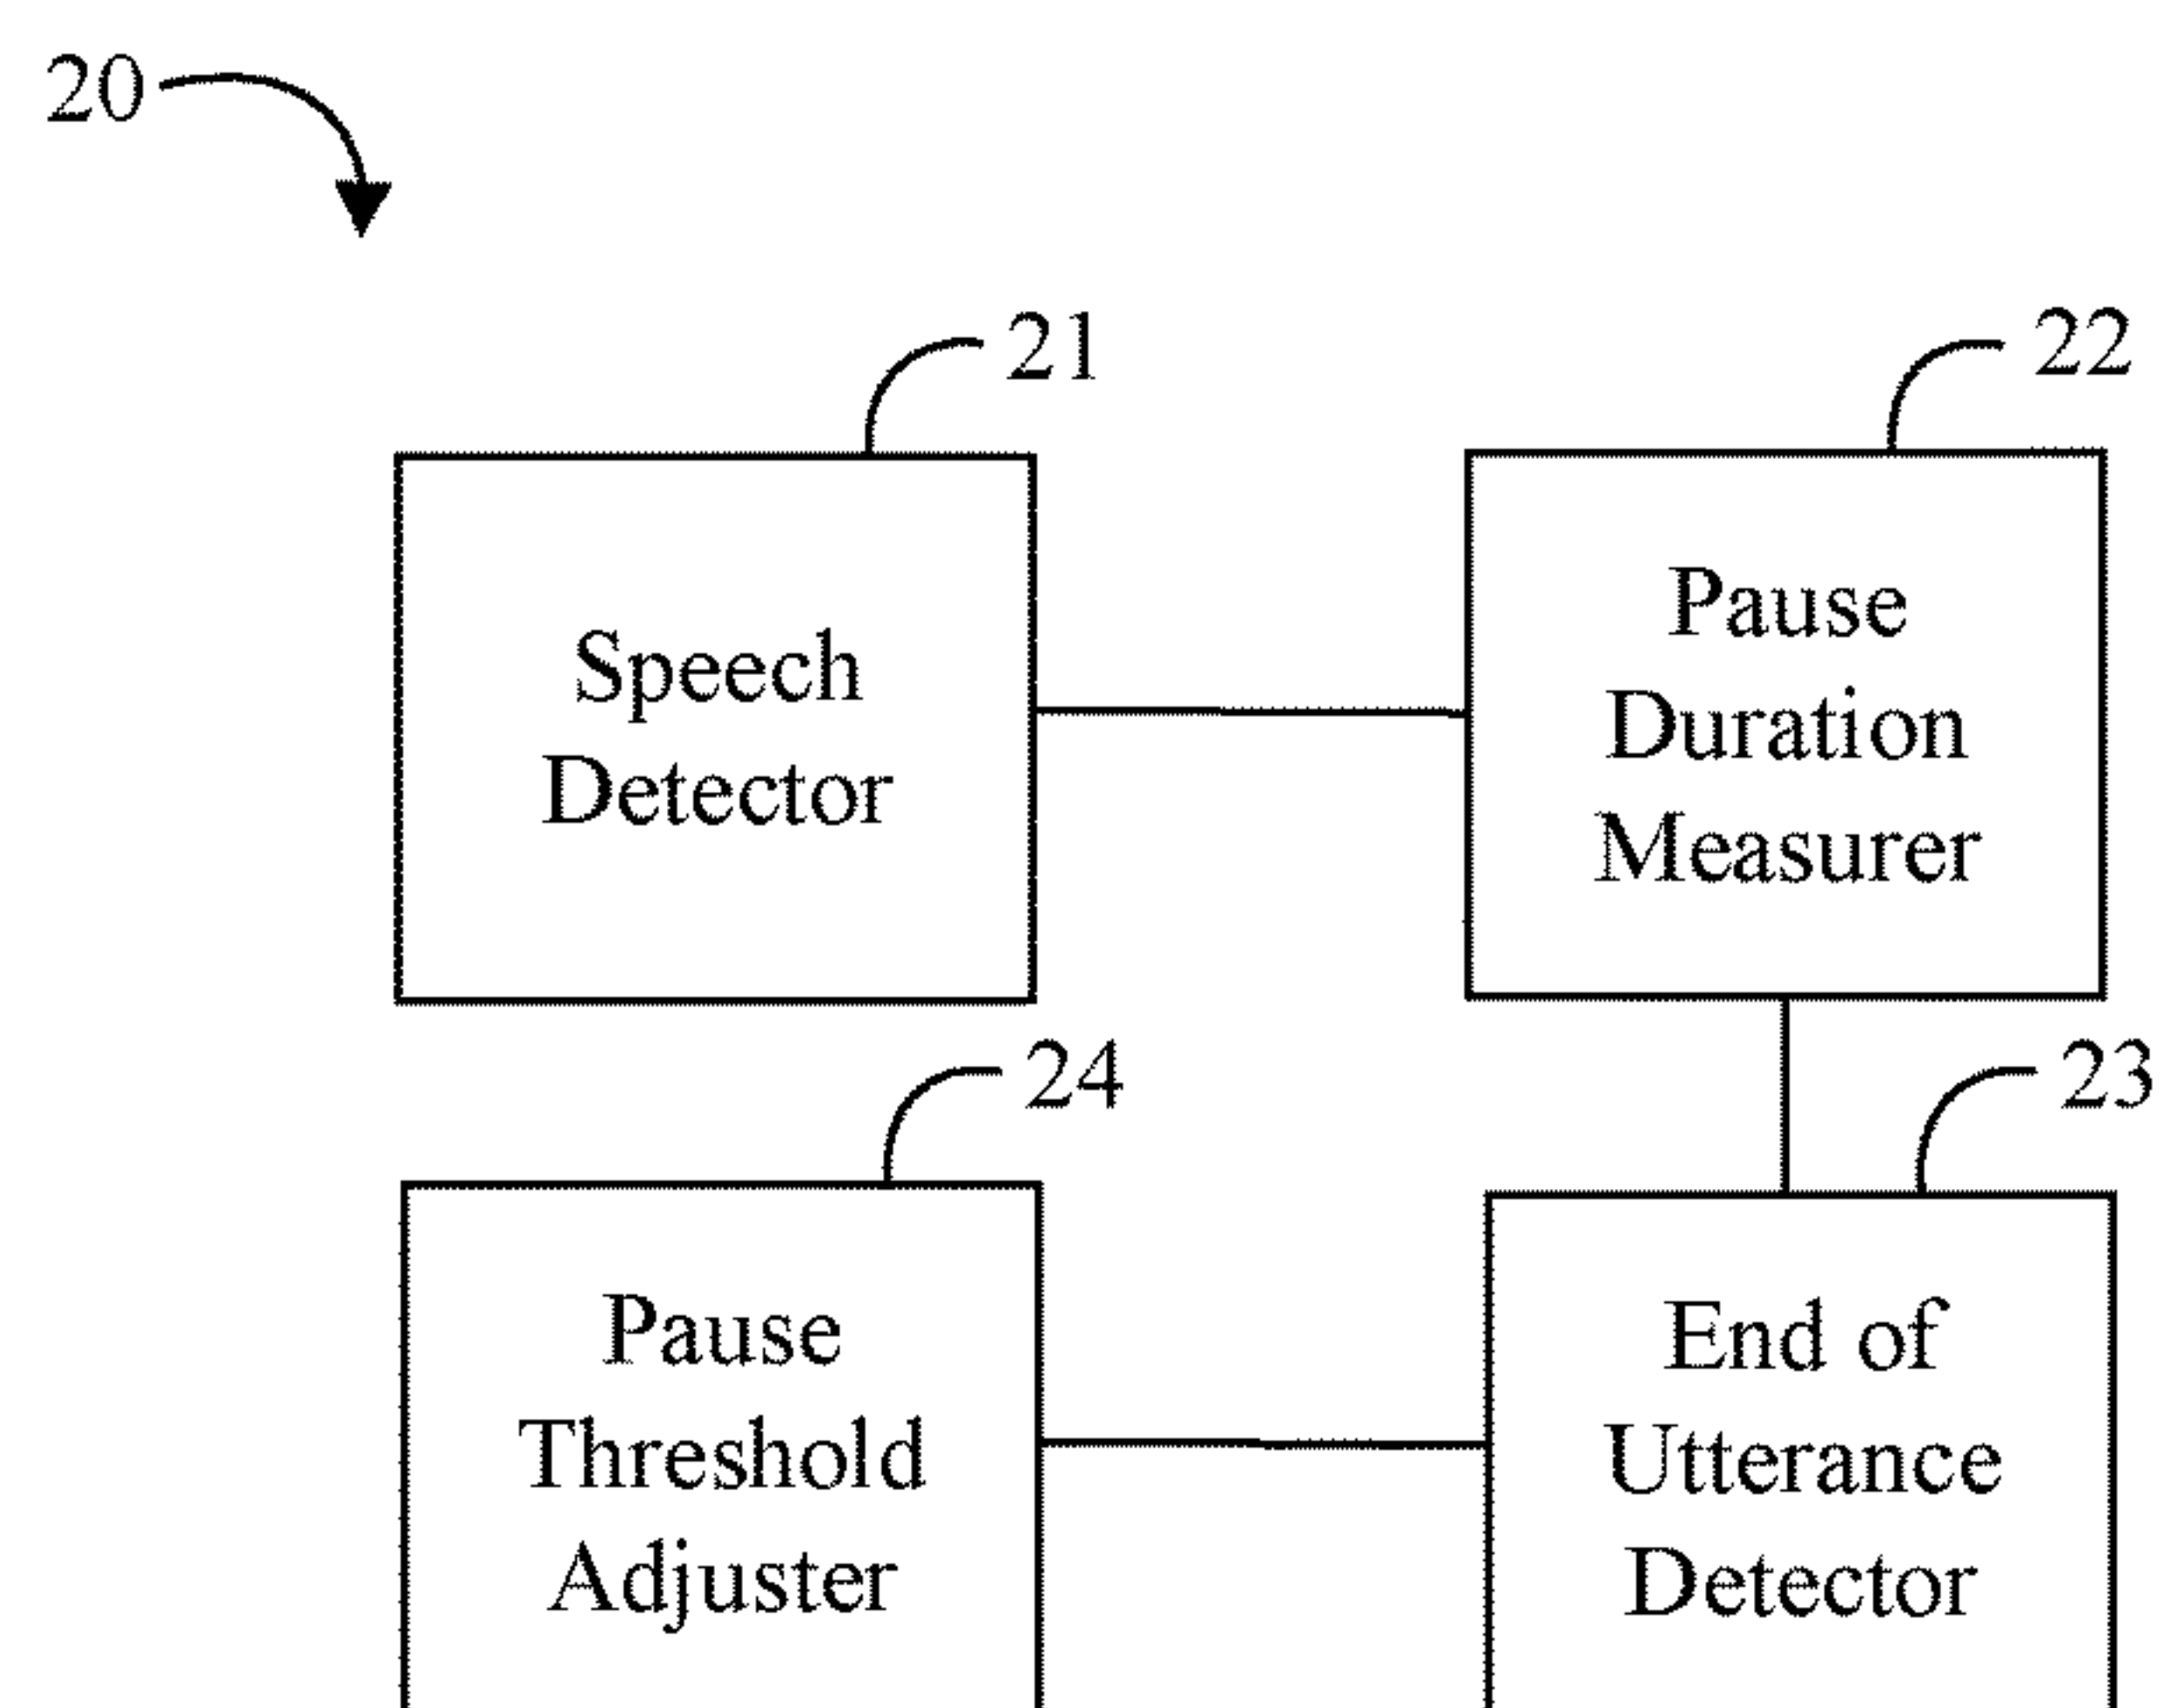 20
21
22
Speech
Detector
Pause
Duration
Measurer
24
23
Pause
Threshold
Adjuster
End of
Utterance
Detector